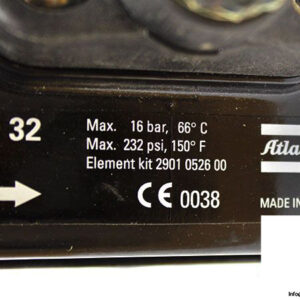 32
Max. 16 bar, 66° C
Max. 232 psi, 150° F
Element kit 2901 0526 00
CE 0038
Atla
MADE IN